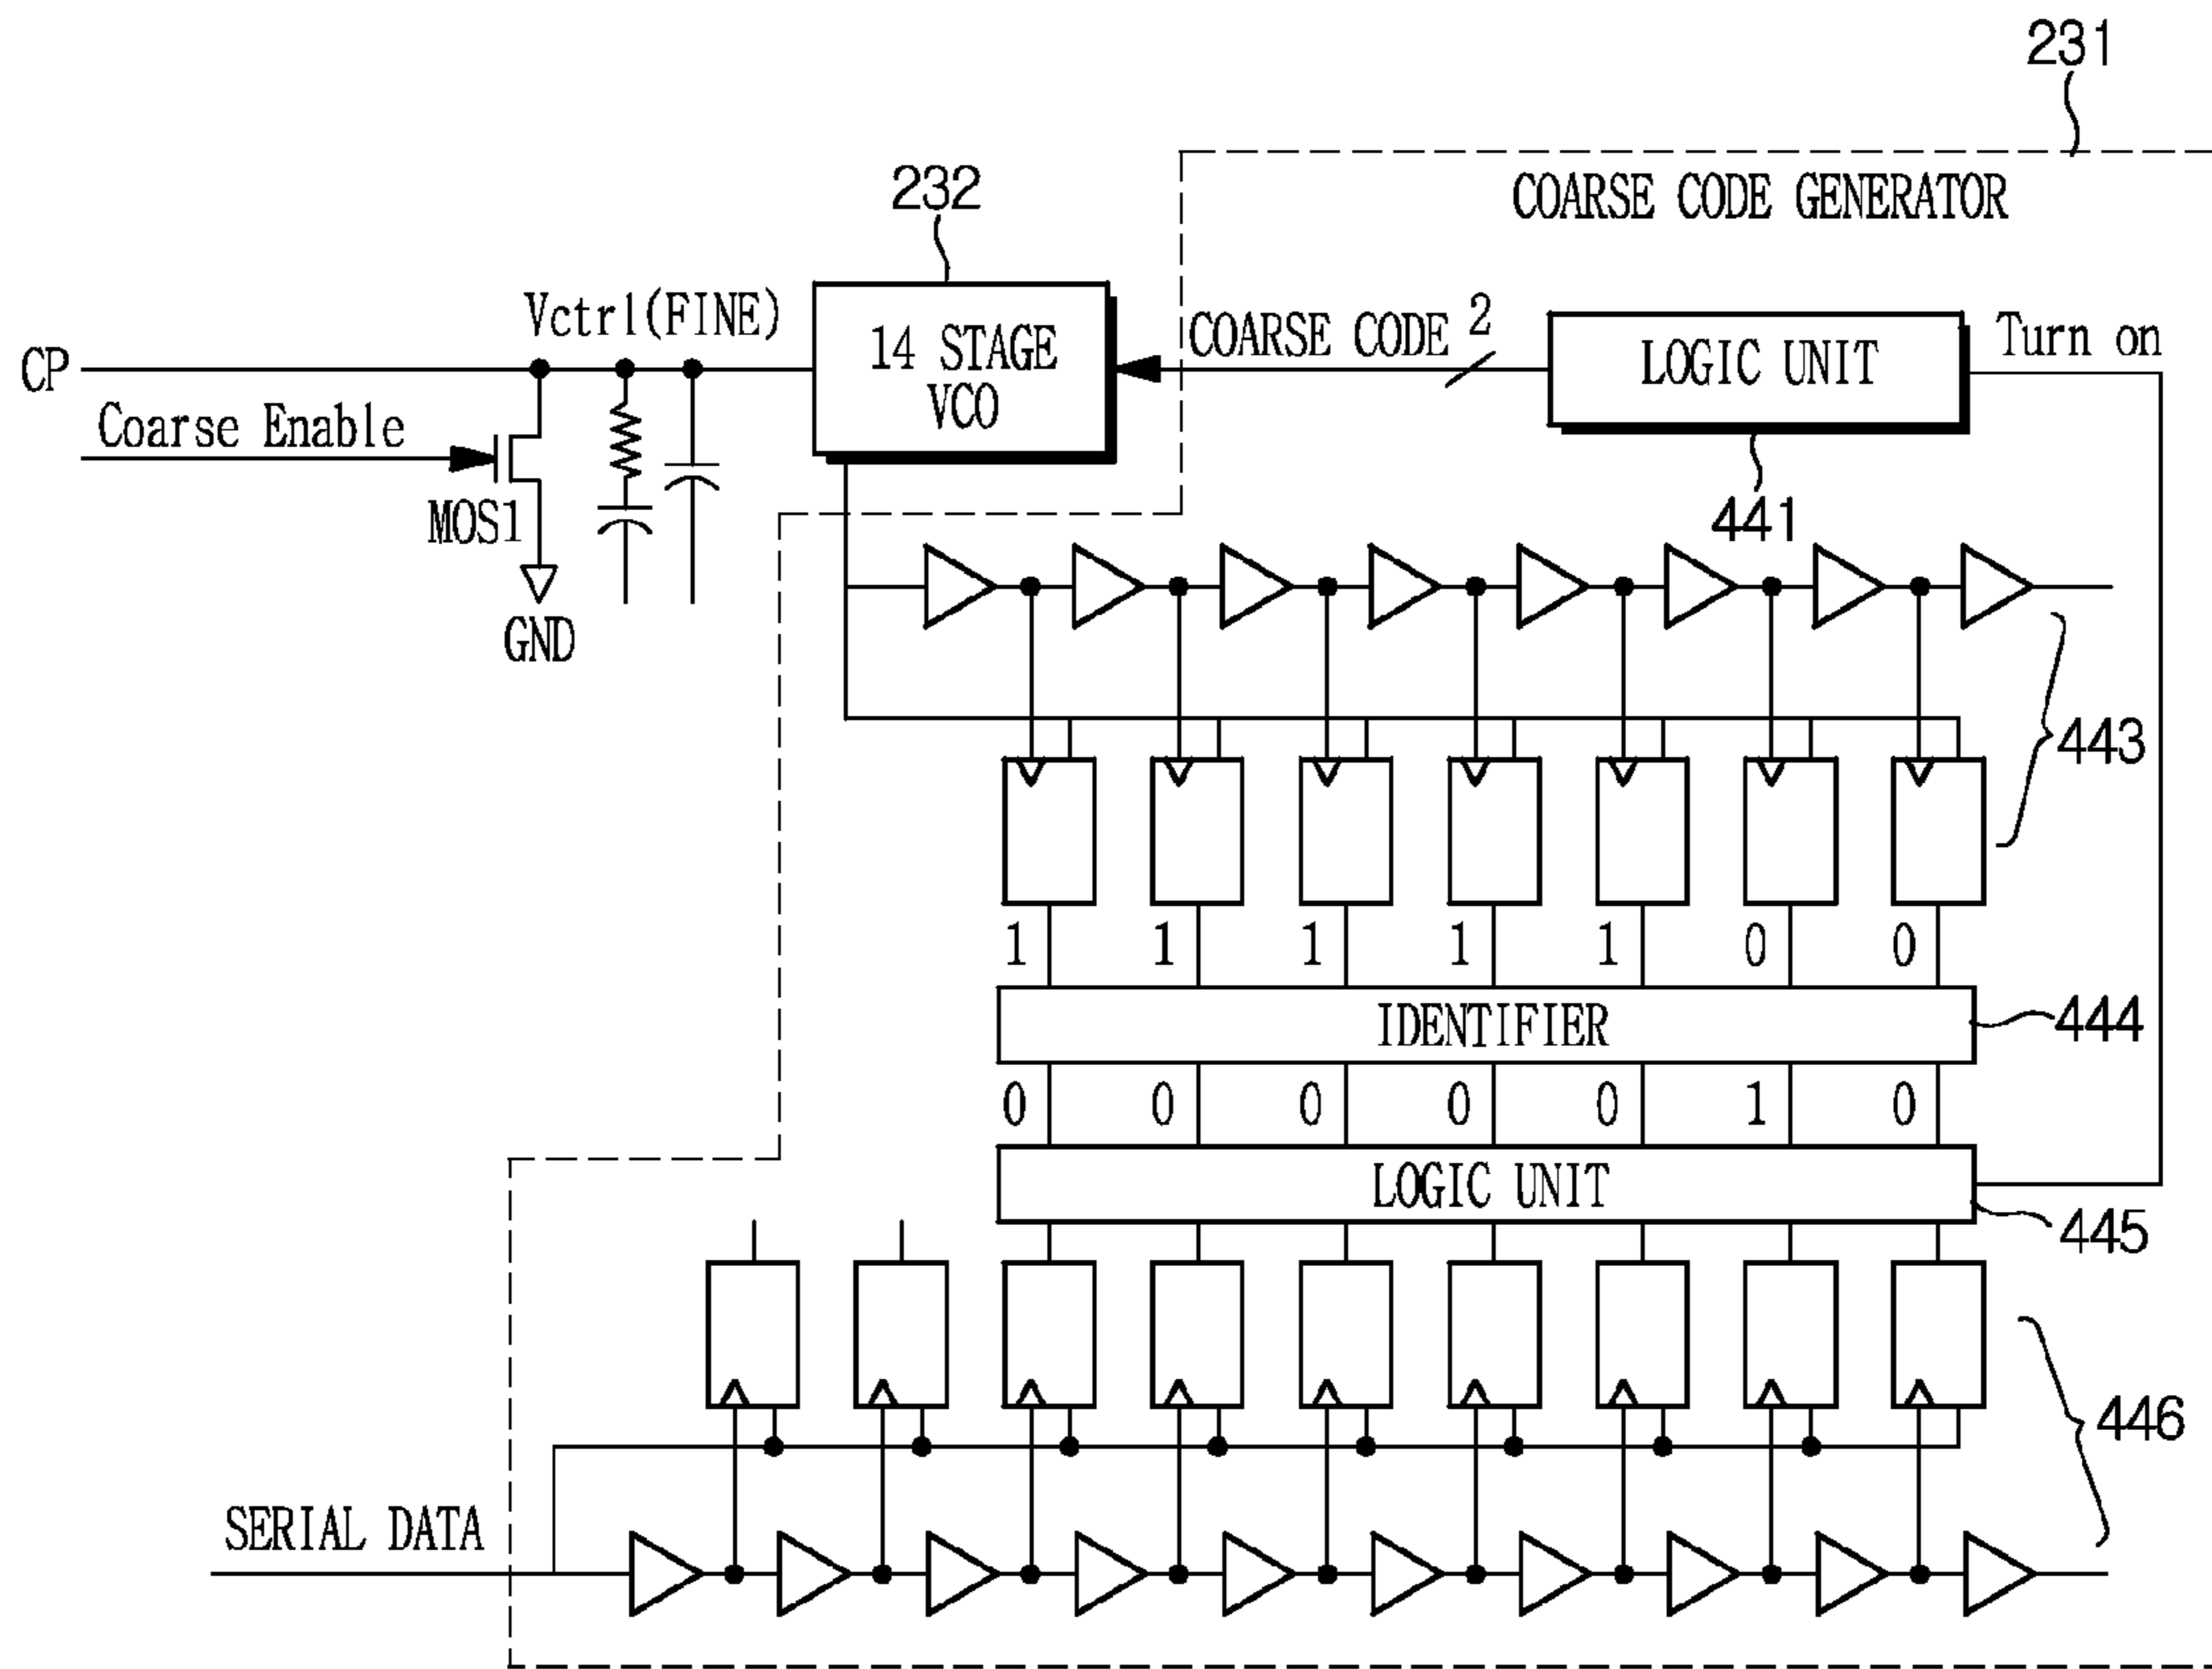 231
COARSE CODE GENERATOR
232
Vctrl(FINE)
14 STAGE
VCO
COARSE CODE
2
LOGIC UNIT
Turn on
CP
Coarse Enable
MOS1
GND
441
443
1 1 1 1 1 0 0
IDENTIFIER
444
0 0 0 0 0 1 0
LOGIC UNIT
445
446
SERIAL DATA